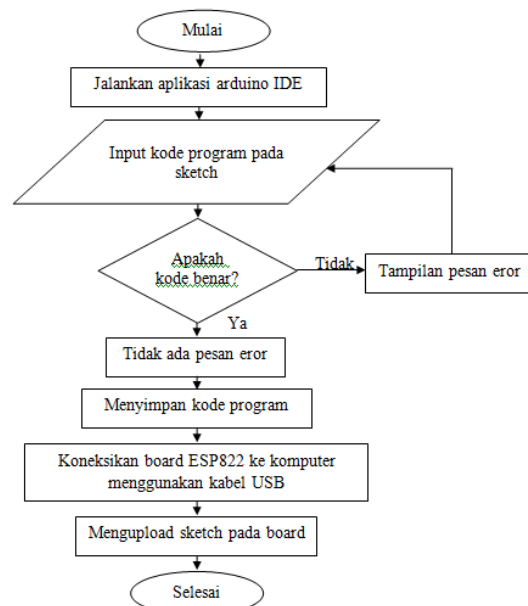 Mulai
Jalankan aplikasi arduino IDE
Input kode program pada
sketch
Apakah
kode benar?
Tidak
Tampilan pesan eror
Ya
Tidak ada pesan eror
Menyimpan kode program
Koneksikan board ESP822 ke komputer
menggunakan kabel USB
Mengupload sketch pada board
Selesai